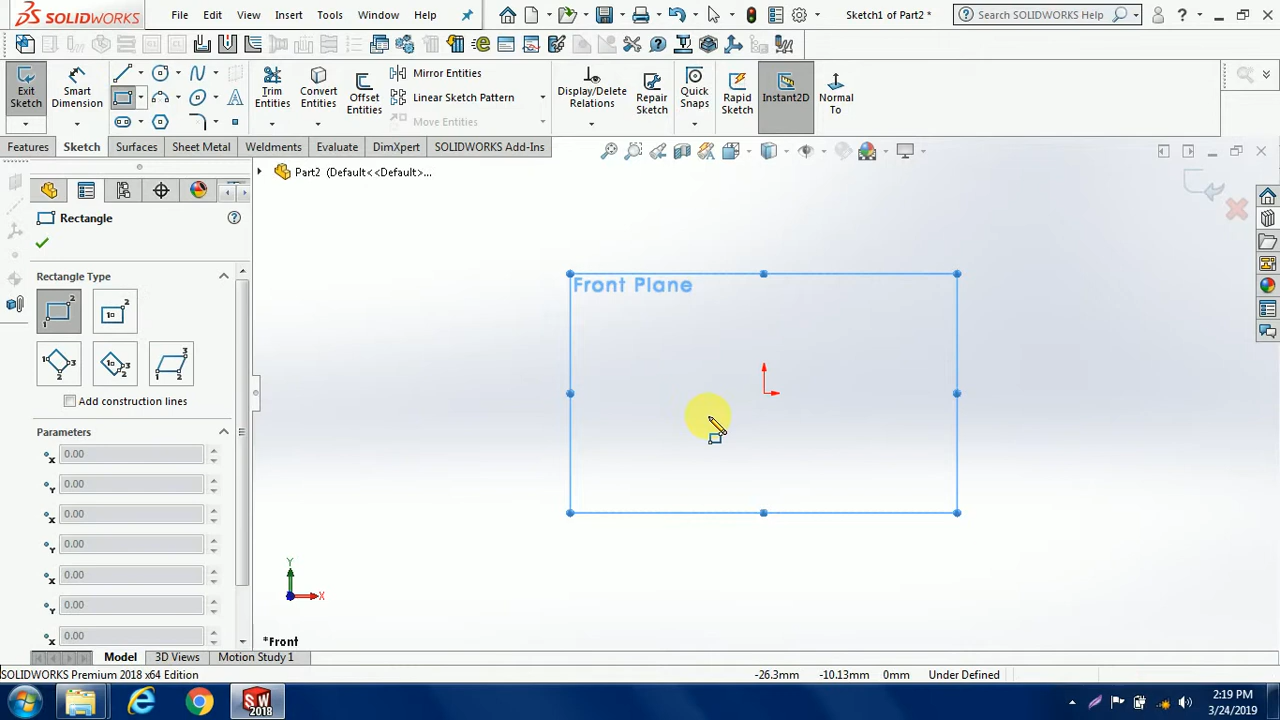 SOLIDWORKS
File Edit View Insert Tools Window Help
Sketch1 of Part2 *
Search SOLIDWORKS Help
Exit Sketch
Smart Dimension
Trim Entities
Convert Entities
Offset Entities
Mirror Entities
Linear Sketch Pattern
Move Entities
Display/Delete Relations
Repair Sketch
Quick Snaps
Rapid Sketch
Instant2D
Normal To
Features Sketch Surfaces Sheet Metal Weldments Evaluate DimXpert SOLIDWORKS Add-Ins
Part2 (Default< <Default>...
Rectangle
Rectangle Type
Add construction lines
Parameters
0.00
0.00
0.00
0.00
0.00
0.00
0.00
Front Plane
Y
X
*Front
Model 3D Views Motion Study 1
SOLIDWORKS Premium 2018 x64 Edition
-26.3mm -10.13mm 0mm Under Defined
SW 2018
2:19 PM
3/24/2019